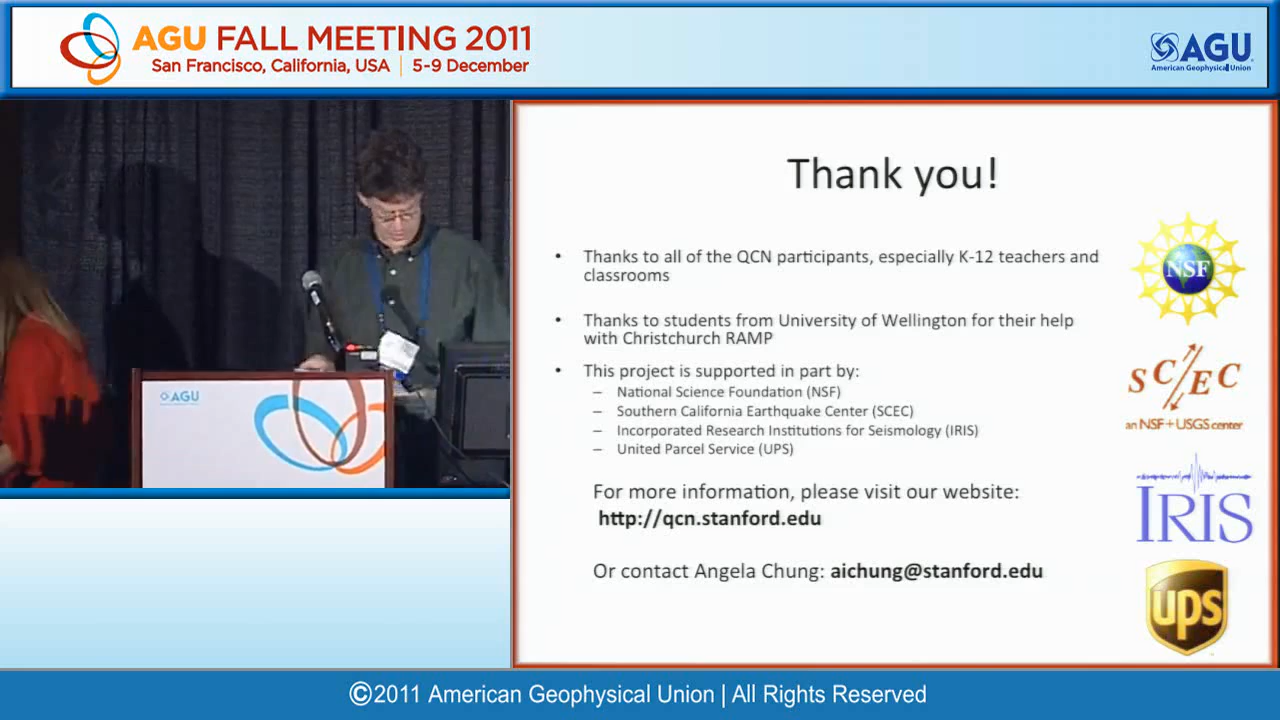 AGU FALL MEETING 2011
San Francisco, California, USA | 5-9 December
AGU
American Geophysical Union
AGU
Thank you!
• Thanks to all of the QCN participants, especially K-12 teachers and
classrooms
• Thanks to students from University of Wellington for their help
with Christchurch RAMP
• This project is supported in part by:
– National Science Foundation (NSF)
– Southern California Earthquake Center (SCEC)
– Incorporated Research Institutions for Seismology (IRIS)
– United Parcel Service (UPS)
For more information, please visit our website:
http://qcn.stanford.edu
Or contact Angela Chung: aichung@stanford.edu
NSF
SC/EC
an NSF+USGS center
IRIS
ups
©2011 American Geophysical Union | All Rights Reserved